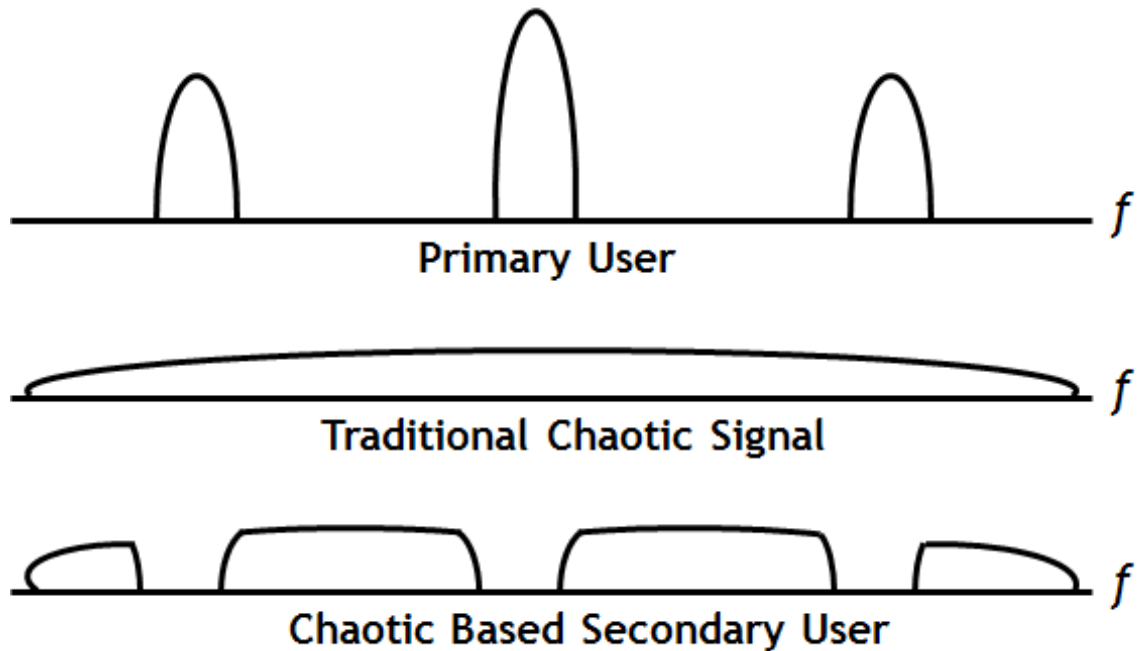 f
Primary User
f
Traditional Chaotic Signal
f
Chaotic Based Secondary User